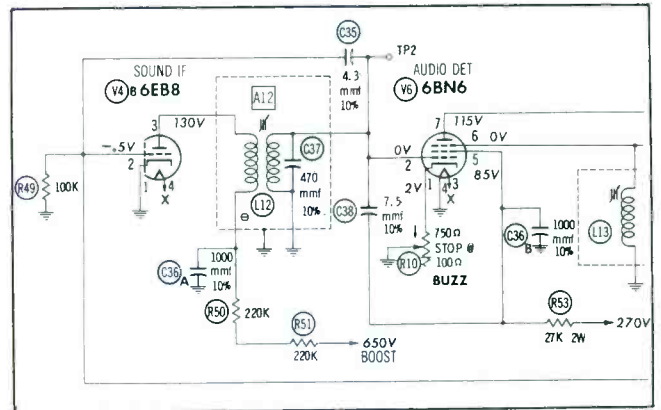 C35
TP2
SOUND IF
4.3
mmf
10%
AUDIO DET
V4 B 6EB8
A12
V6 6BN6
3
130V
7
115V
6 0V
-.5V
C37
0V
5
2
2
85V
R49
100K
1
4
X
470
mmf
10%
L12
C38
7.5
mmf
10%
2V
1
4
3
X
750Ω
STOP @
100Ω
R10
BUZZ
C36 B
1000
mmf
10%
L13
θ
C36 A
1000
mmf
10%
R50
220K
R51
220K
650V
BOOST
R53
27K 2W
270V